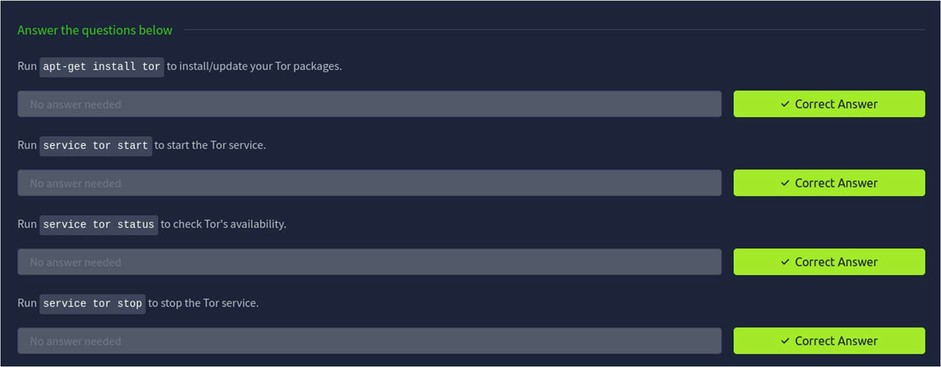 Answer the questions below
Run apt-get install tor to install/update your Tor packages.
No answer needed
✓ Correct Answer
Run service tor start to start the Tor service.
No answer needed
✓ Correct Answer
Run service tor status to check Tor's availability.
No answer needed
✓ Correct Answer
Run service tor stop to stop the Tor service.
No answer needed
✓ Correct Answer